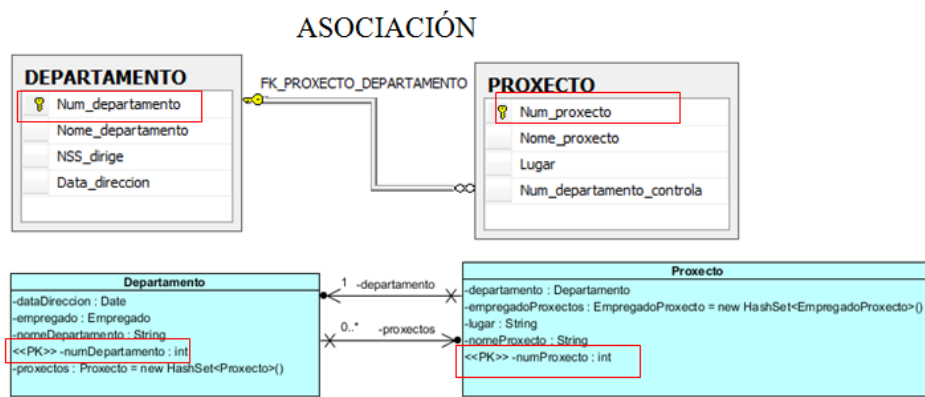 ASOCIACIÓN
DEPARTAMENTO
Num_departamento
Nome_departamento
NSS_dirige
Data_direccion
FK_PROXECTO_DEPARTAMENTO
PROXECTO
Num_proxecto
Nome_proxecto
Lugar
Num_departamento_controla
Departamento
-dataDireccion : Date
-empregado : Empregado
-nomeDepartamento : String
<<PK>> -numDepartamento : int
-proxectos : Proxecto = new HashSet<Proxecto>()
1 -departamento
0..* -proxectos
Proxecto
-departamento : Departamento
-empregadoProxectos : EmpregadoProxecto = new HashSet<EmpregadoProxecto>()
-lugar : String
-nomeProxecto : String
<<PK>> -numProxecto : int